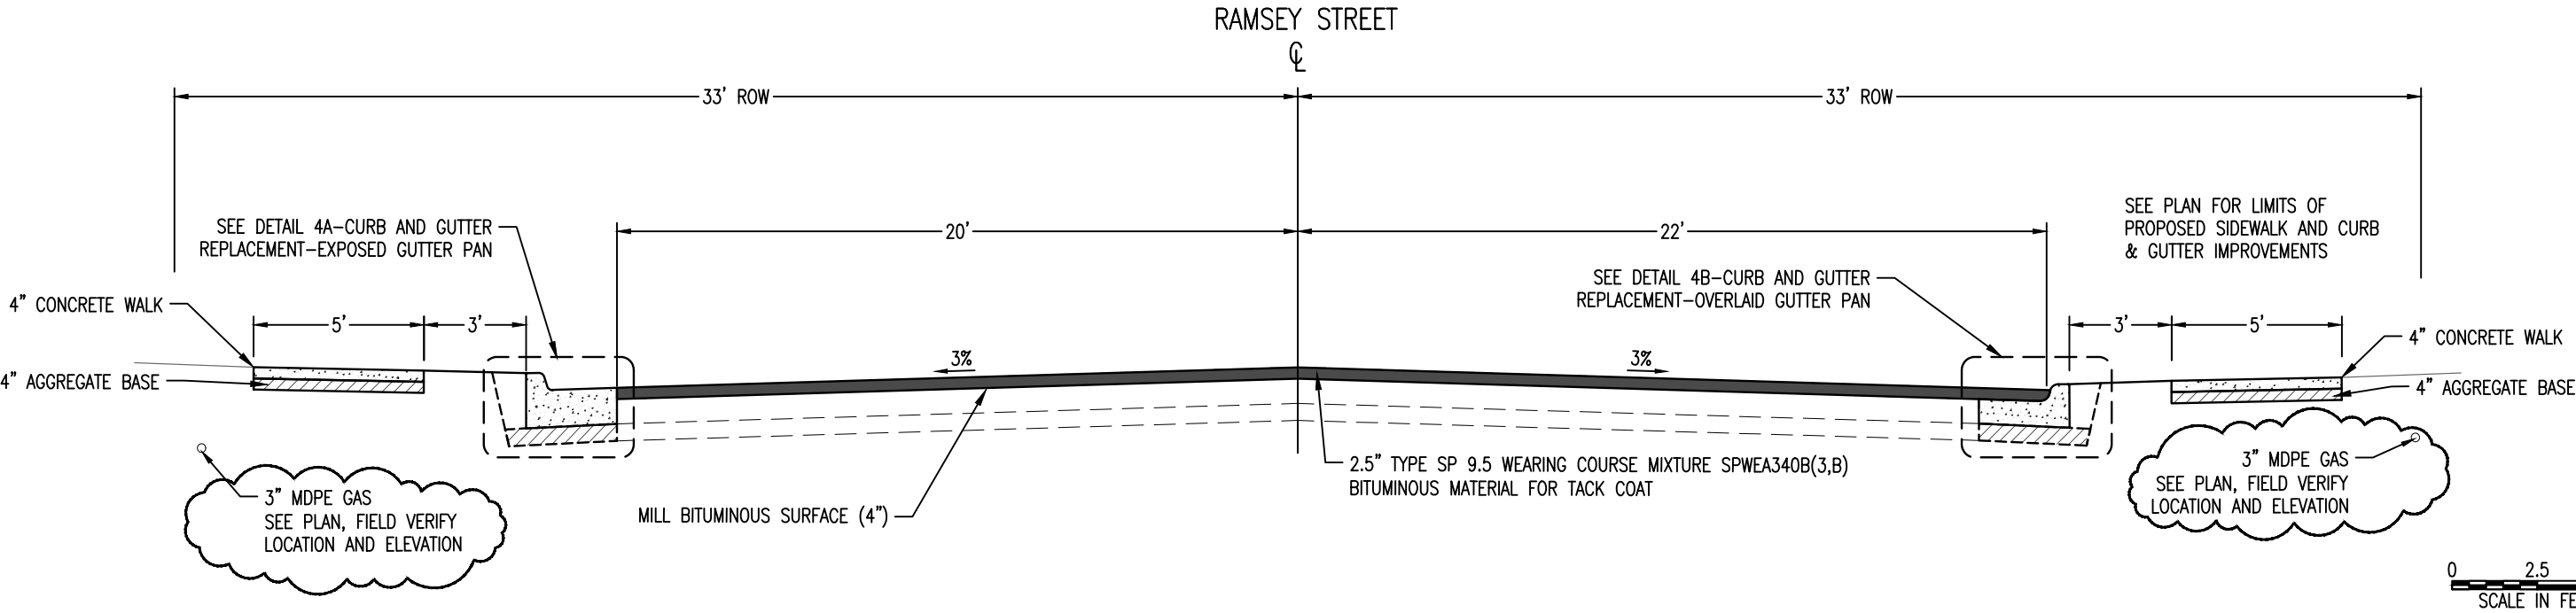 RAMSEY STREET
℄
33' ROW
33' ROW
SEE DETAIL 4A-CURB AND GUTTER
REPLACEMENT-EXPOSED GUTTER PAN
20'
22'
SEE PLAN FOR LIMITS OF
PROPOSED SIDEWALK AND CURB
& GUTTER IMPROVEMENTS
SEE DETAIL 4B-CURB AND GUTTER
REPLACEMENT-OVERLAID GUTTER PAN
4" CONCRETE WALK
5'
3'
3'
5'
4" CONCRETE WALK
3%
3%
4" AGGREGATE BASE
4" AGGREGATE BASE
3" MDPE GAS
SEE PLAN, FIELD VERIFY
LOCATION AND ELEVATION
MILL BITUMINOUS SURFACE (4")
2.5" TYPE SP 9.5 WEARING COURSE MIXTURE SPWEA340B(3,B)
BITUMINOUS MATERIAL FOR TACK COAT
3" MDPE GAS
SEE PLAN, FIELD VERIFY
LOCATION AND ELEVATION
0 2.5
SCALE IN FE